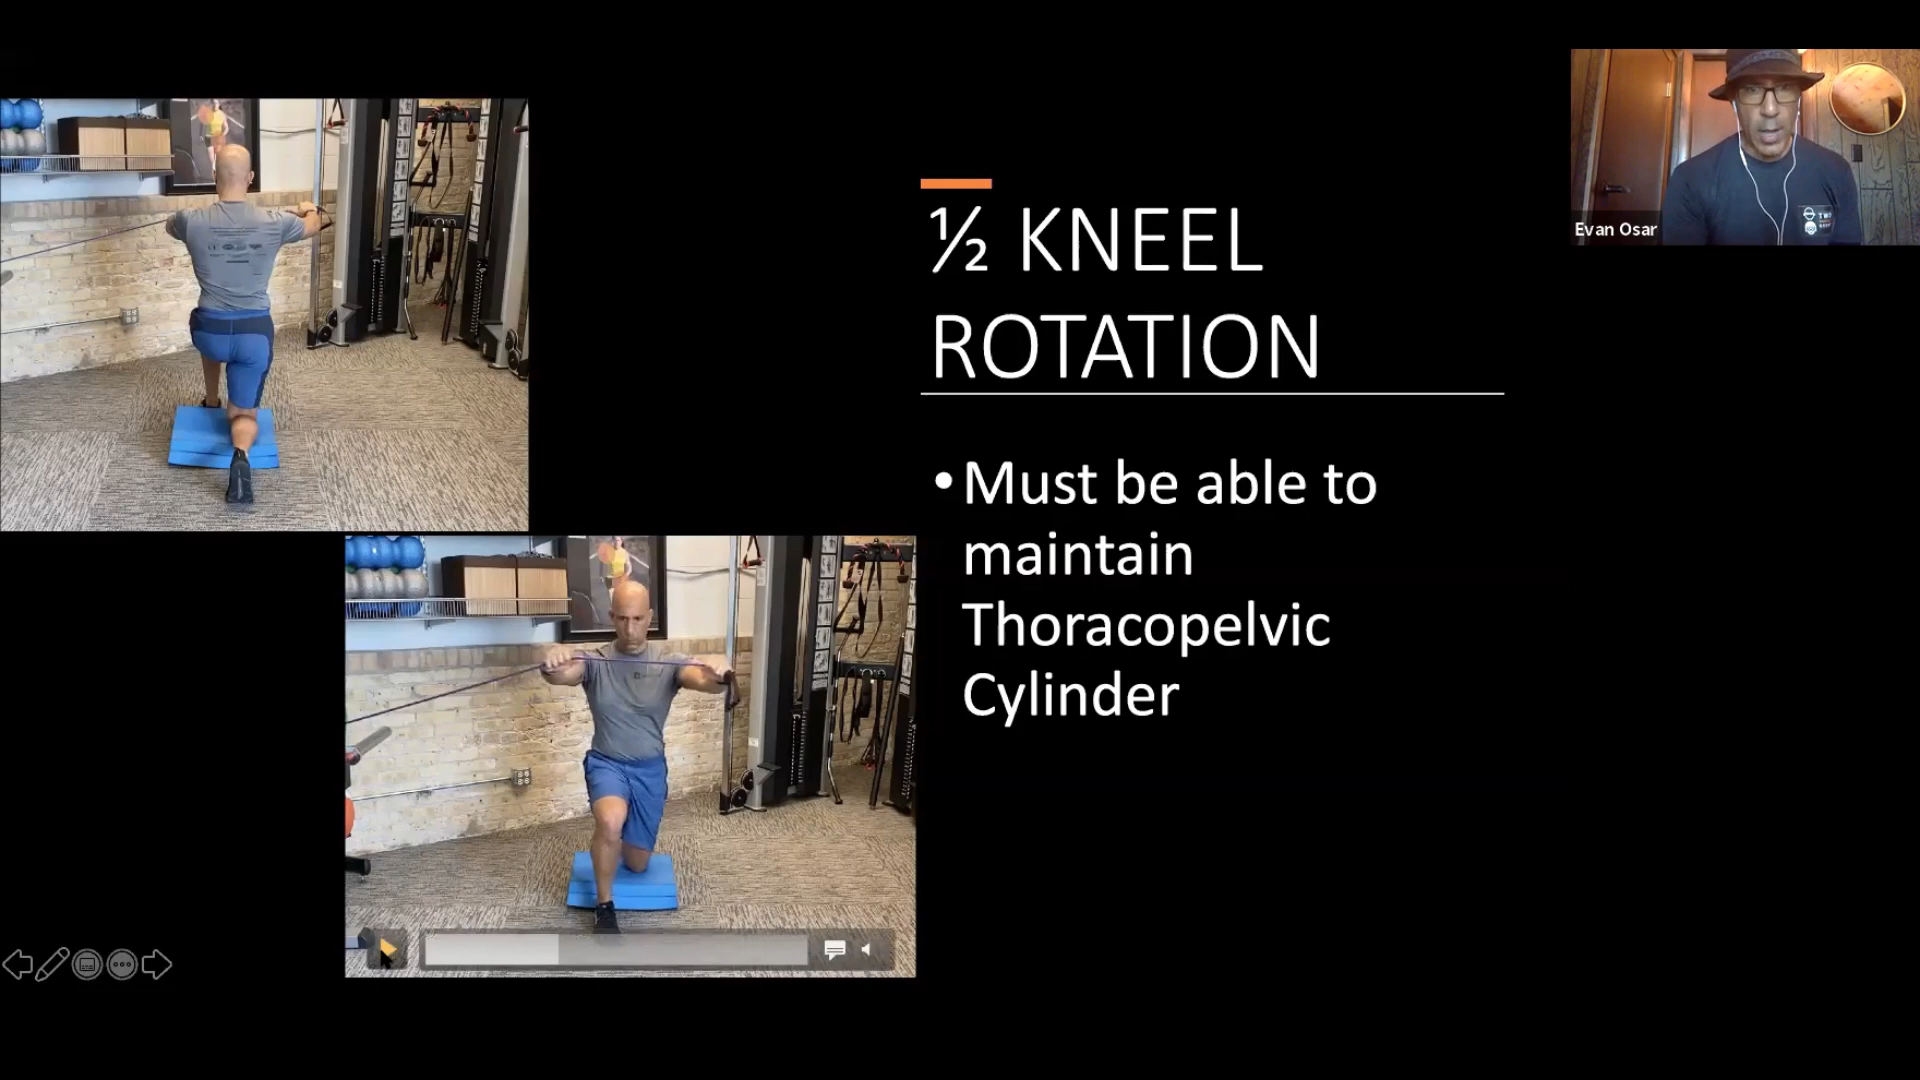 ½ KNEEL
ROTATION
• Must be able to
maintain
Thoracopelvic
Cylinder
Evan Osar